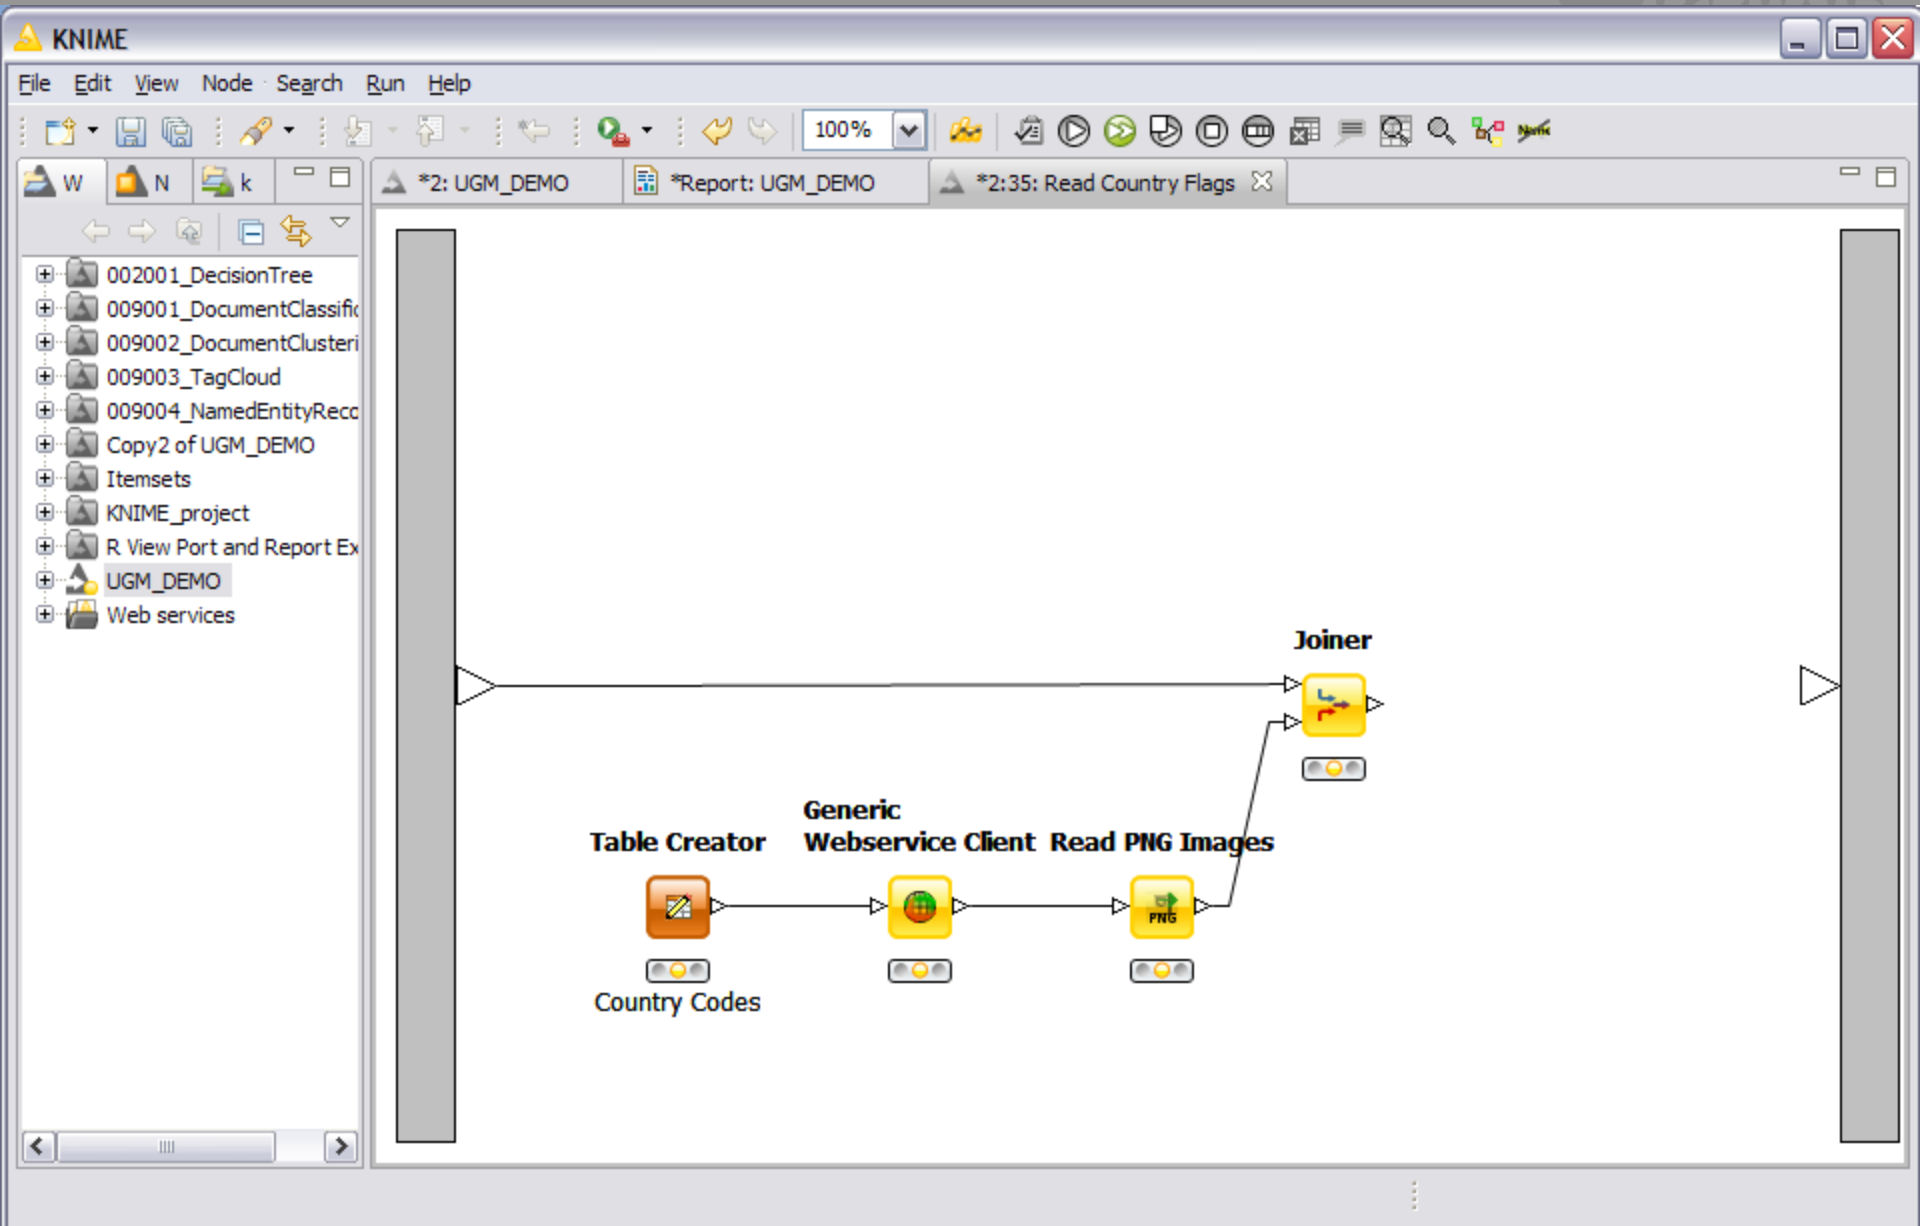 KNIME
File Edit View Node Search Run Help
100%
W N k
*2: UGM_DEMO
*Report: UGM_DEMO
*2:35: Read Country Flags
002001_DecisionTree
009001_DocumentClassific
009002_DocumentClusteri
009003_TagCloud
009004_NamedEntityReco
Copy2 of UGM_DEMO
Itemsets
KNIME_project
R View Port and Report Ex
UGM_DEMO
Web services
Joiner
Generic
Table Creator Webservice Client Read PNG Images
PNG
Country Codes